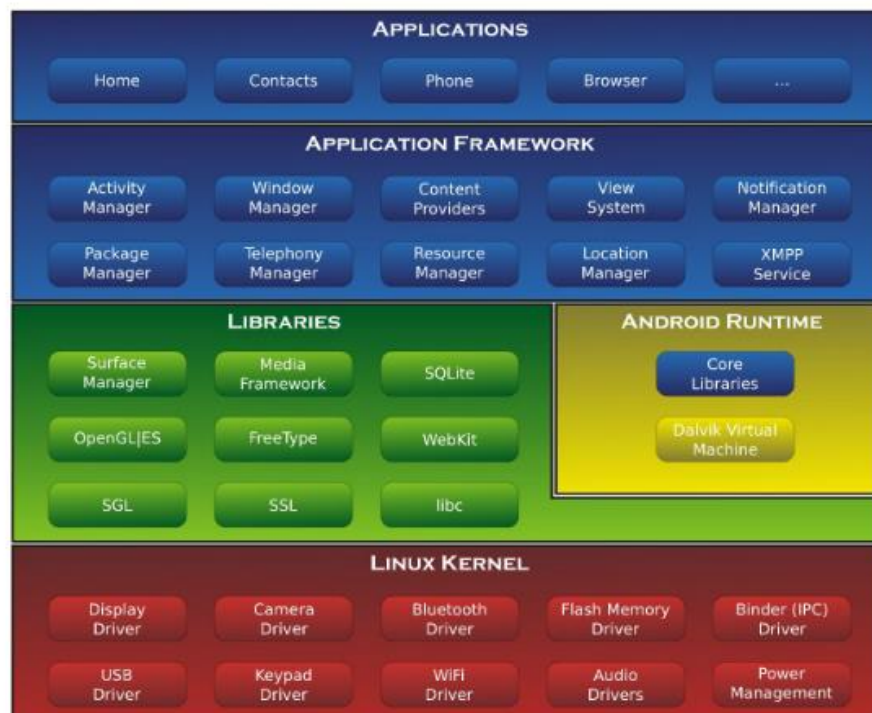 APPLICATIONS
Home
Contacts
Phone
Browser
...
APPLICATION FRAMEWORK
Activity
Manager
Window
Manager
Content
Providers
View
System
Notification
Manager
Package
Manager
Telephony
Manager
Resource
Manager
Location
Manager
XMPP
Service
LIBRARIES
Surface
Manager
Media
Framework
SQLite
OpenGL|ES
FreeType
WebKit
SGL
SSL
libc
ANDROID RUNTIME
Core
Libraries
Dalvik Virtual
Machine
LINUX KERNEL
Display
Driver
Camera
Driver
Bluetooth
Driver
Flash Memory
Driver
Binder (IPC)
Driver
USB
Driver
Keypad
Driver
WiFi
Driver
Audio
Drivers
Power
Management